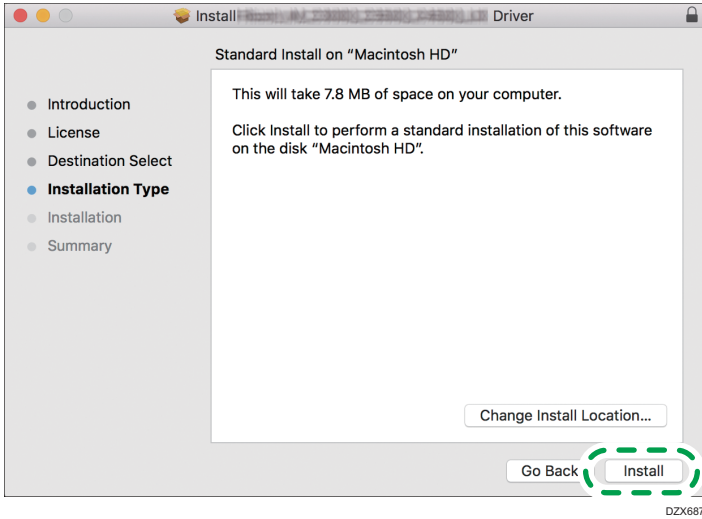 Install Driver
Standard Install on “Macintosh HD”
Introduction
License
Destination Select
Installation Type
Installation
Summary
This will take 7.8 MB of space on your computer.
Click Install to perform a standard installation of this software
on the disk “Macintosh HD”.
Change Install Location...
Go Back
Install
DZX687